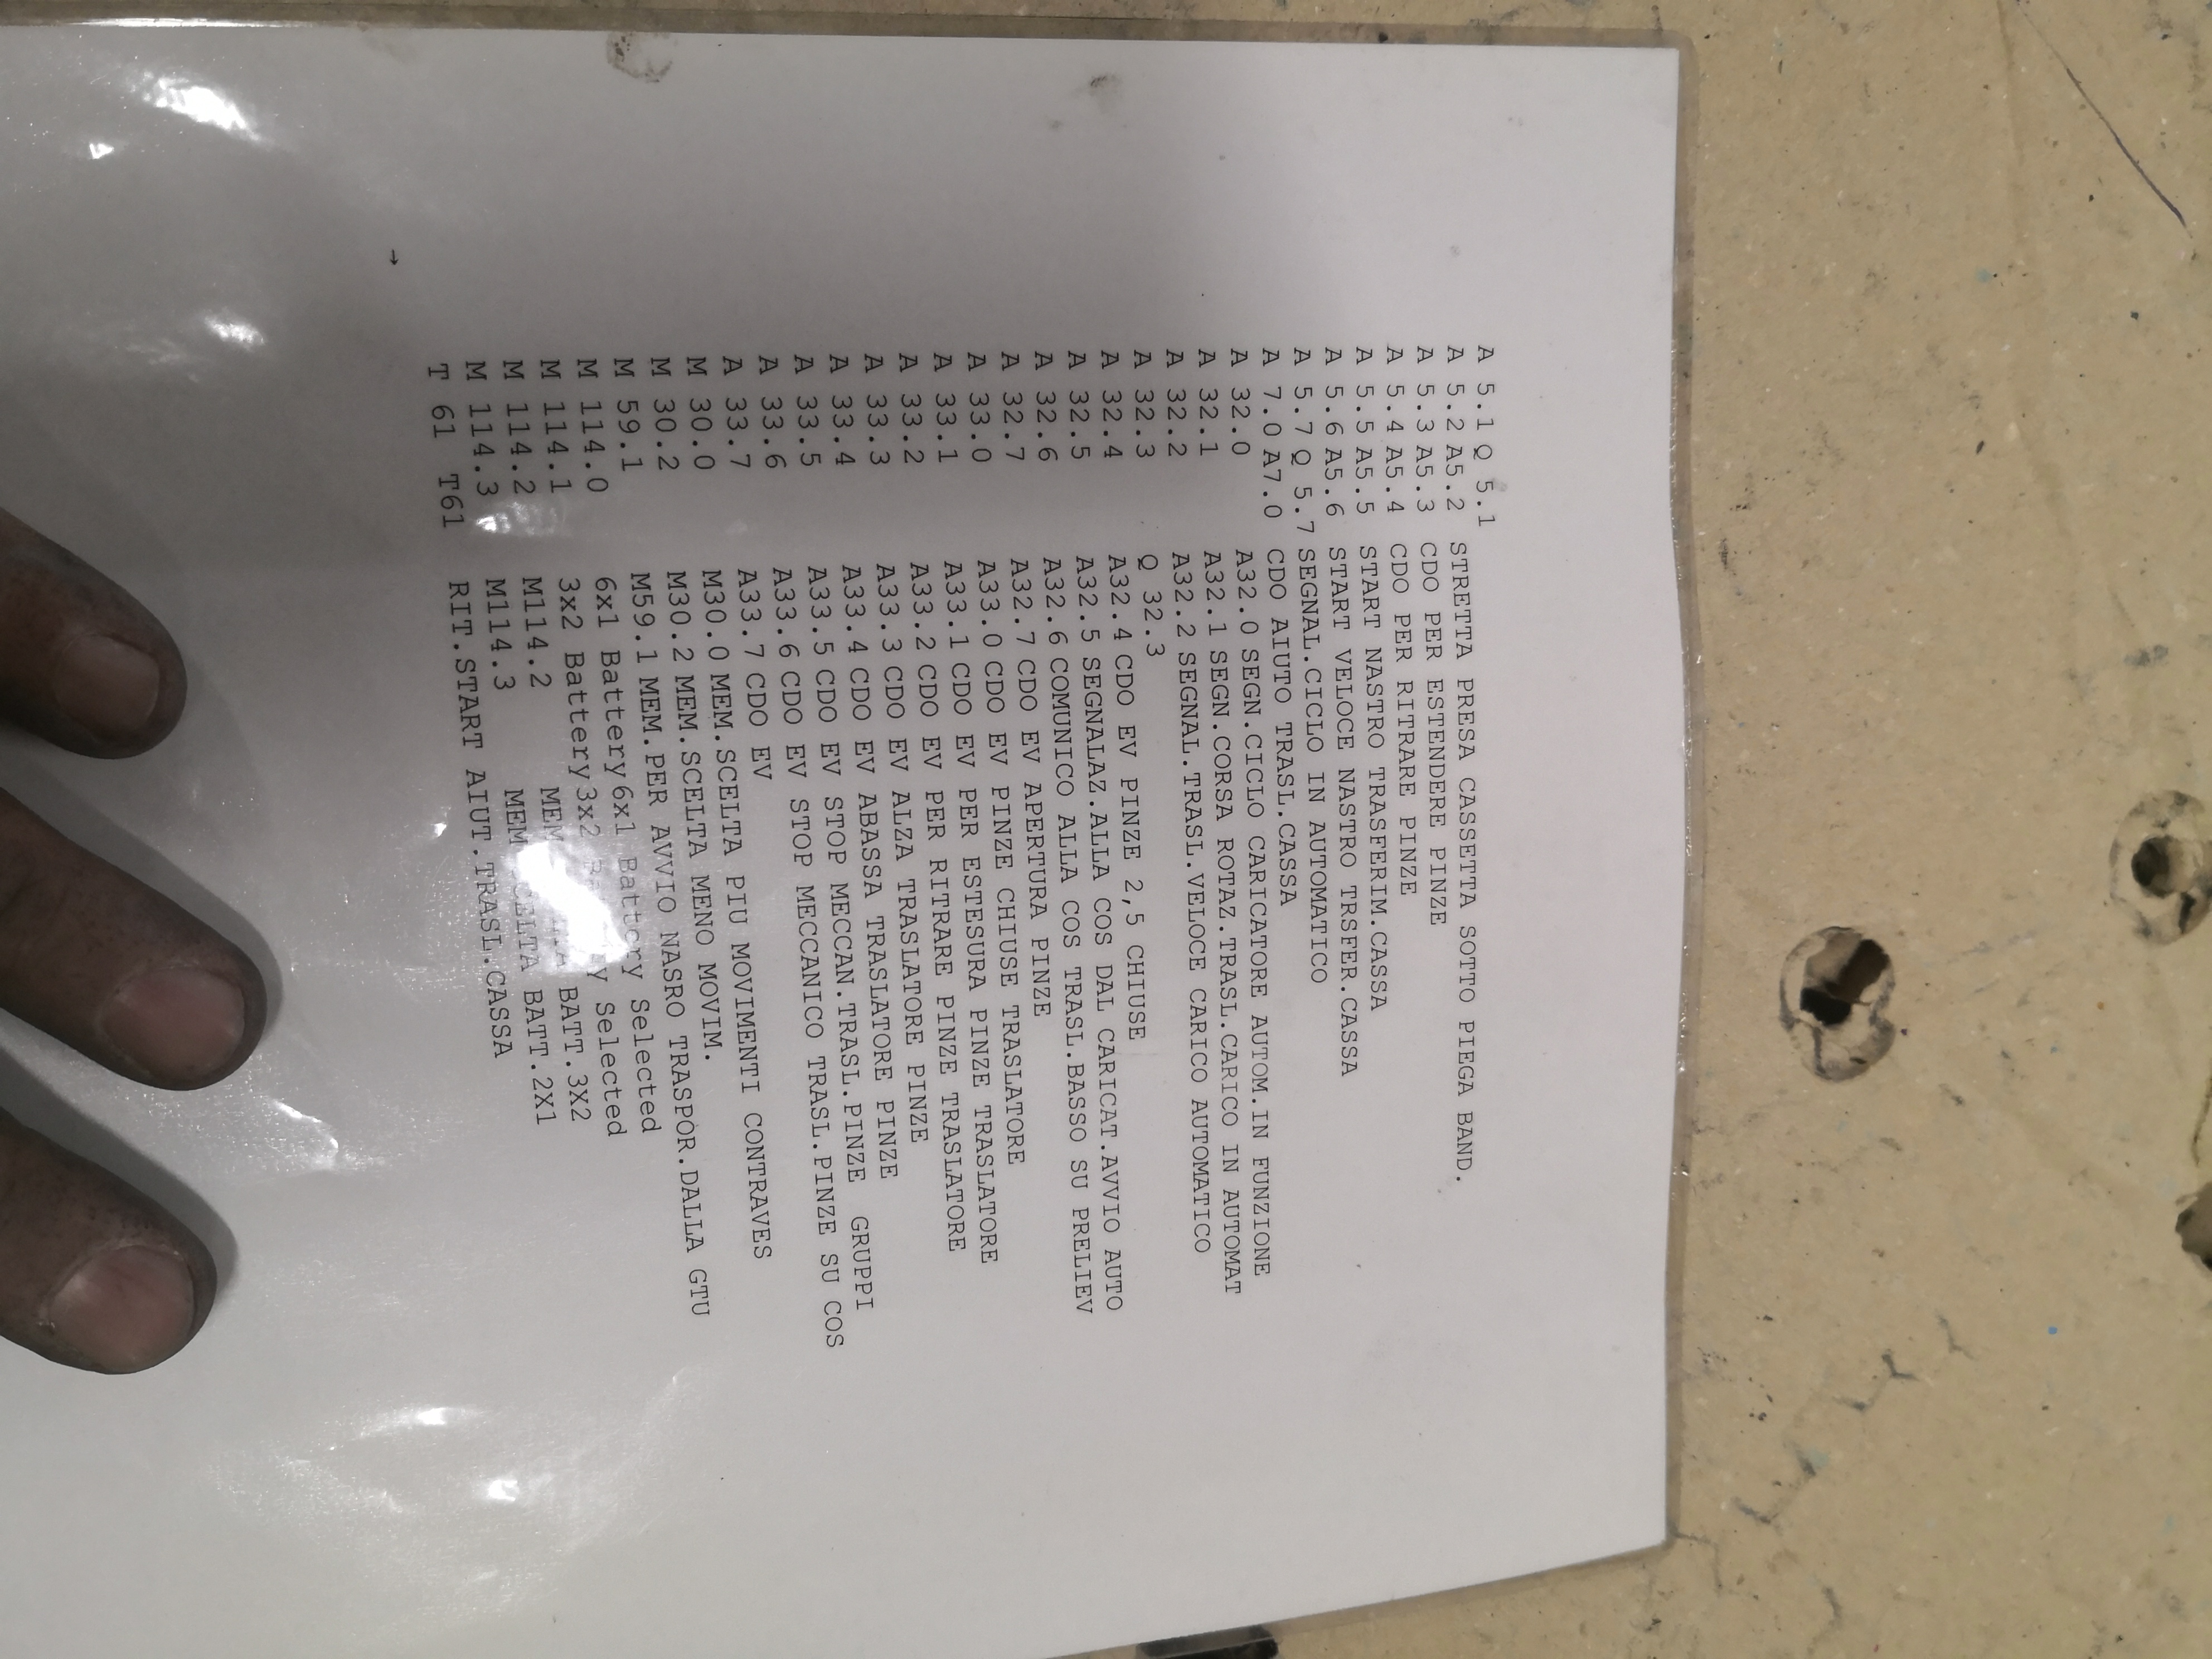 A 5.1 Q 5.1
A 5.2 A5.2 STRETTA PRESA CASSETTA SOTTO PIEGA BAND.
A 5.3 A5.3 CDO PER ESTENDERE PINZE
A 5.4 A5.4 CDO PER RITRARE PINZE
A 5.5 A5.5 START NASTRO TRASFERIM.CASSA
A 5.6 A5.6 START VELOCE NASTRO TRSFER.CASSA
A 5.7 Q 5.7 SEGNAL.CICLO IN AUTOMATICO
A 7.0 A7.0 CDO AIUTO TRASL.CASSA
A 32.0 A32.0 SEGN.CICLO CARICATORE AUTOM.IN FUNZIONE
A 32.1 A32.1 SEGN.CORSA ROTAZ.TRASL.CARICO IN AUTOMAT
A 32.2 A32.2 SEGNAL.TRASL.VELOCE CARICO AUTOMATICO
A 32.3 Q 32.3
A 32.4 A32.4 CDO EV PINZE 2,5 CHIUSE
A 32.5 A32.5 SEGNALAZ.ALLA COS DAL CARICAT.AVVIO AUTO
A 32.6 A32.6 COMUNICO ALLA COS TRASL.BASSO SU PRELIEV
A 32.7 A32.7 CDO EV APERTURA PINZE
A 33.0 A33.0 CDO EV PINZE CHIUSE TRASLATORE
A 33.1 A33.1 CDO EV PER ESTESURA PINZE TRASLATORE
A 33.2 A33.2 CDO EV PER RITRARE PINZE TRASLATORE
A 33.3 A33.3 CDO EV ALZA TRASLATORE PINZE
A 33.4 A33.4 CDO EV ABASSA TRASLATORE PINZE
A 33.5 A33.5 CDO EV STOP MECCAN.TRASL.PINZE GRUPPI
A 33.6 A33.6 CDO EV STOP MECCANICO TRASL.PINZE SU COS
A 33.7 A33.7 CDO EV
M 30.0 M30.0 MEM.SCELTA PIU MOVIMENTI CONTRAVES
M 30.2 M30.2 MEM.SCELTA MENO MOVIM.
M 59.1 M59.1 MEM.PER AVVIO NASRO TRASPOR.DALLA GTU
M 114.0 6x1 Battery6x1 Battery Selected
M 114.1 3x2 Battery3x2 Battery Selected
M 114.2 M114.2 MEM BATT.3X2
M 114.3 M114.3 MEM SCELTA BATT.2X1
T 61 T61 RIT.START AIUT.TRASL.CASSA